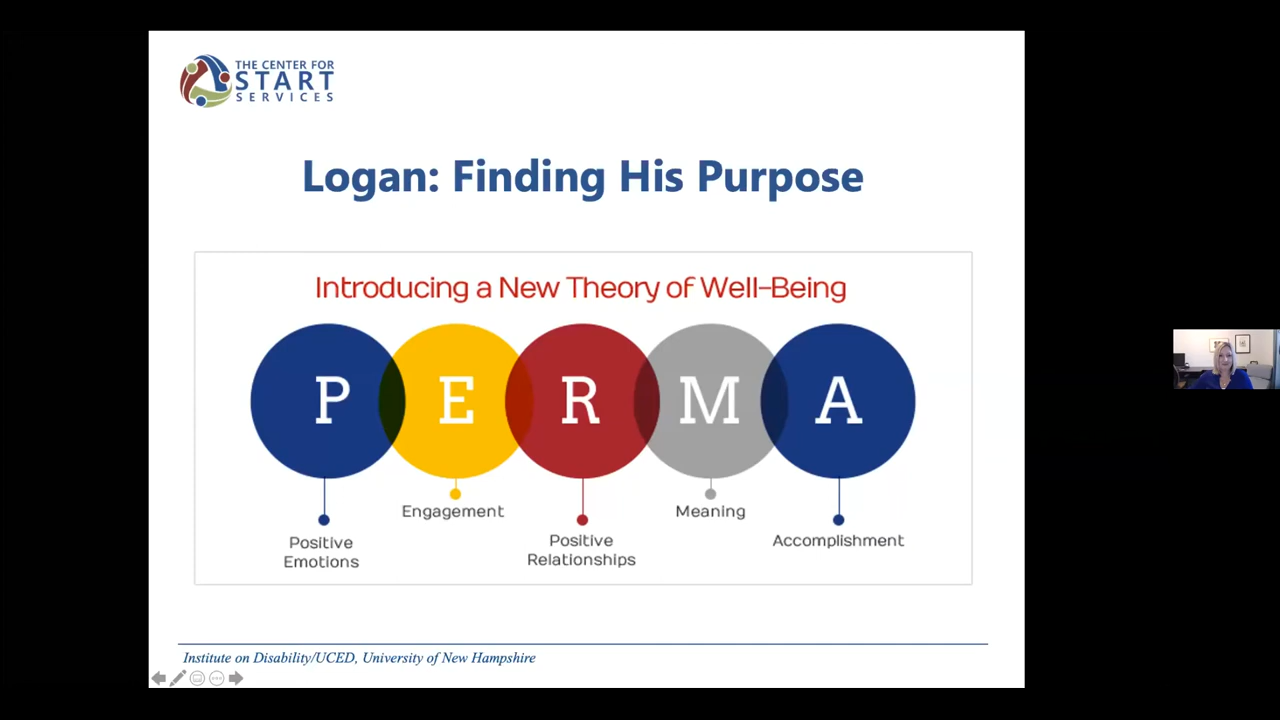 THE CENTER FOR
START
SERVICES
Logan: Finding His Purpose
Introducing a New Theory of Well-Being
P E R M A
Positive
Emotions
Engagement
Positive
Relationships
Meaning
Accomplishment
Institute on Disability/UCED, University of New Hampshire